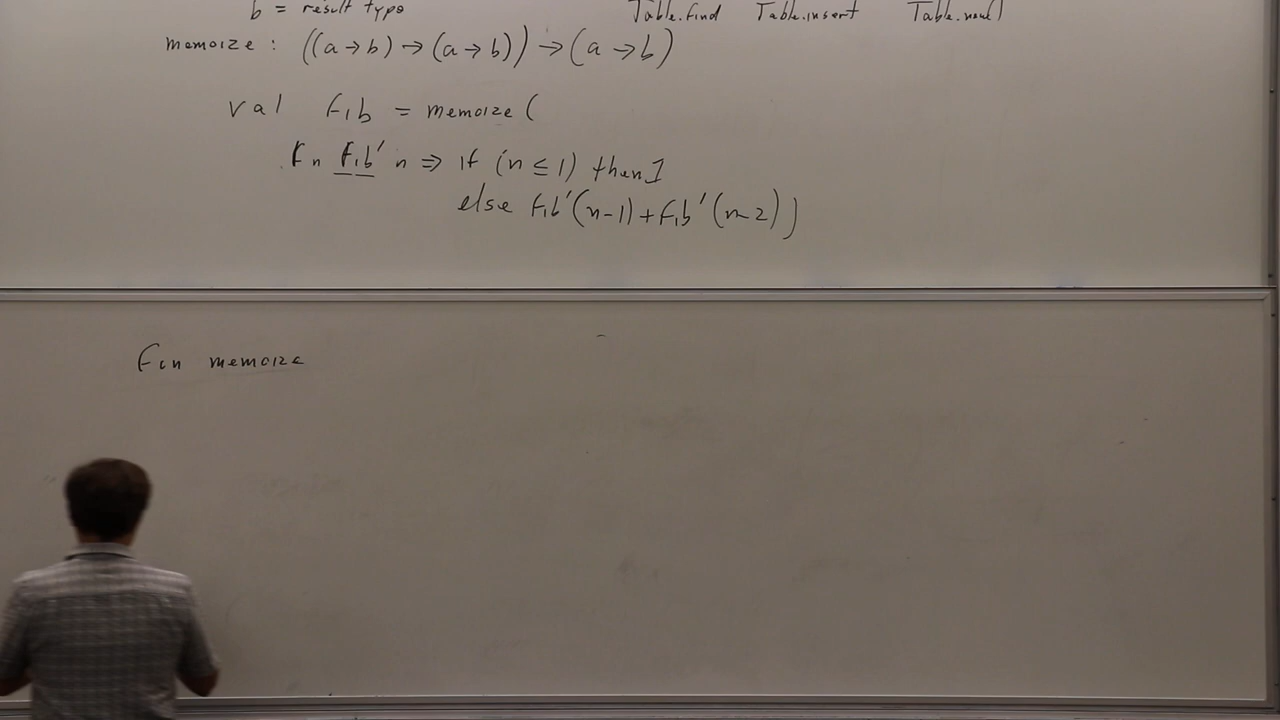 b = result type Table.find Table.insert Table.new()
memoize : ((a → b) → (a → b)) → (a → b)
val fib = memoize (
fn fib' n ⇒ if (n ≤ 1) then 1
else fib'(n-1) + fib'(n-2))
fun memoize